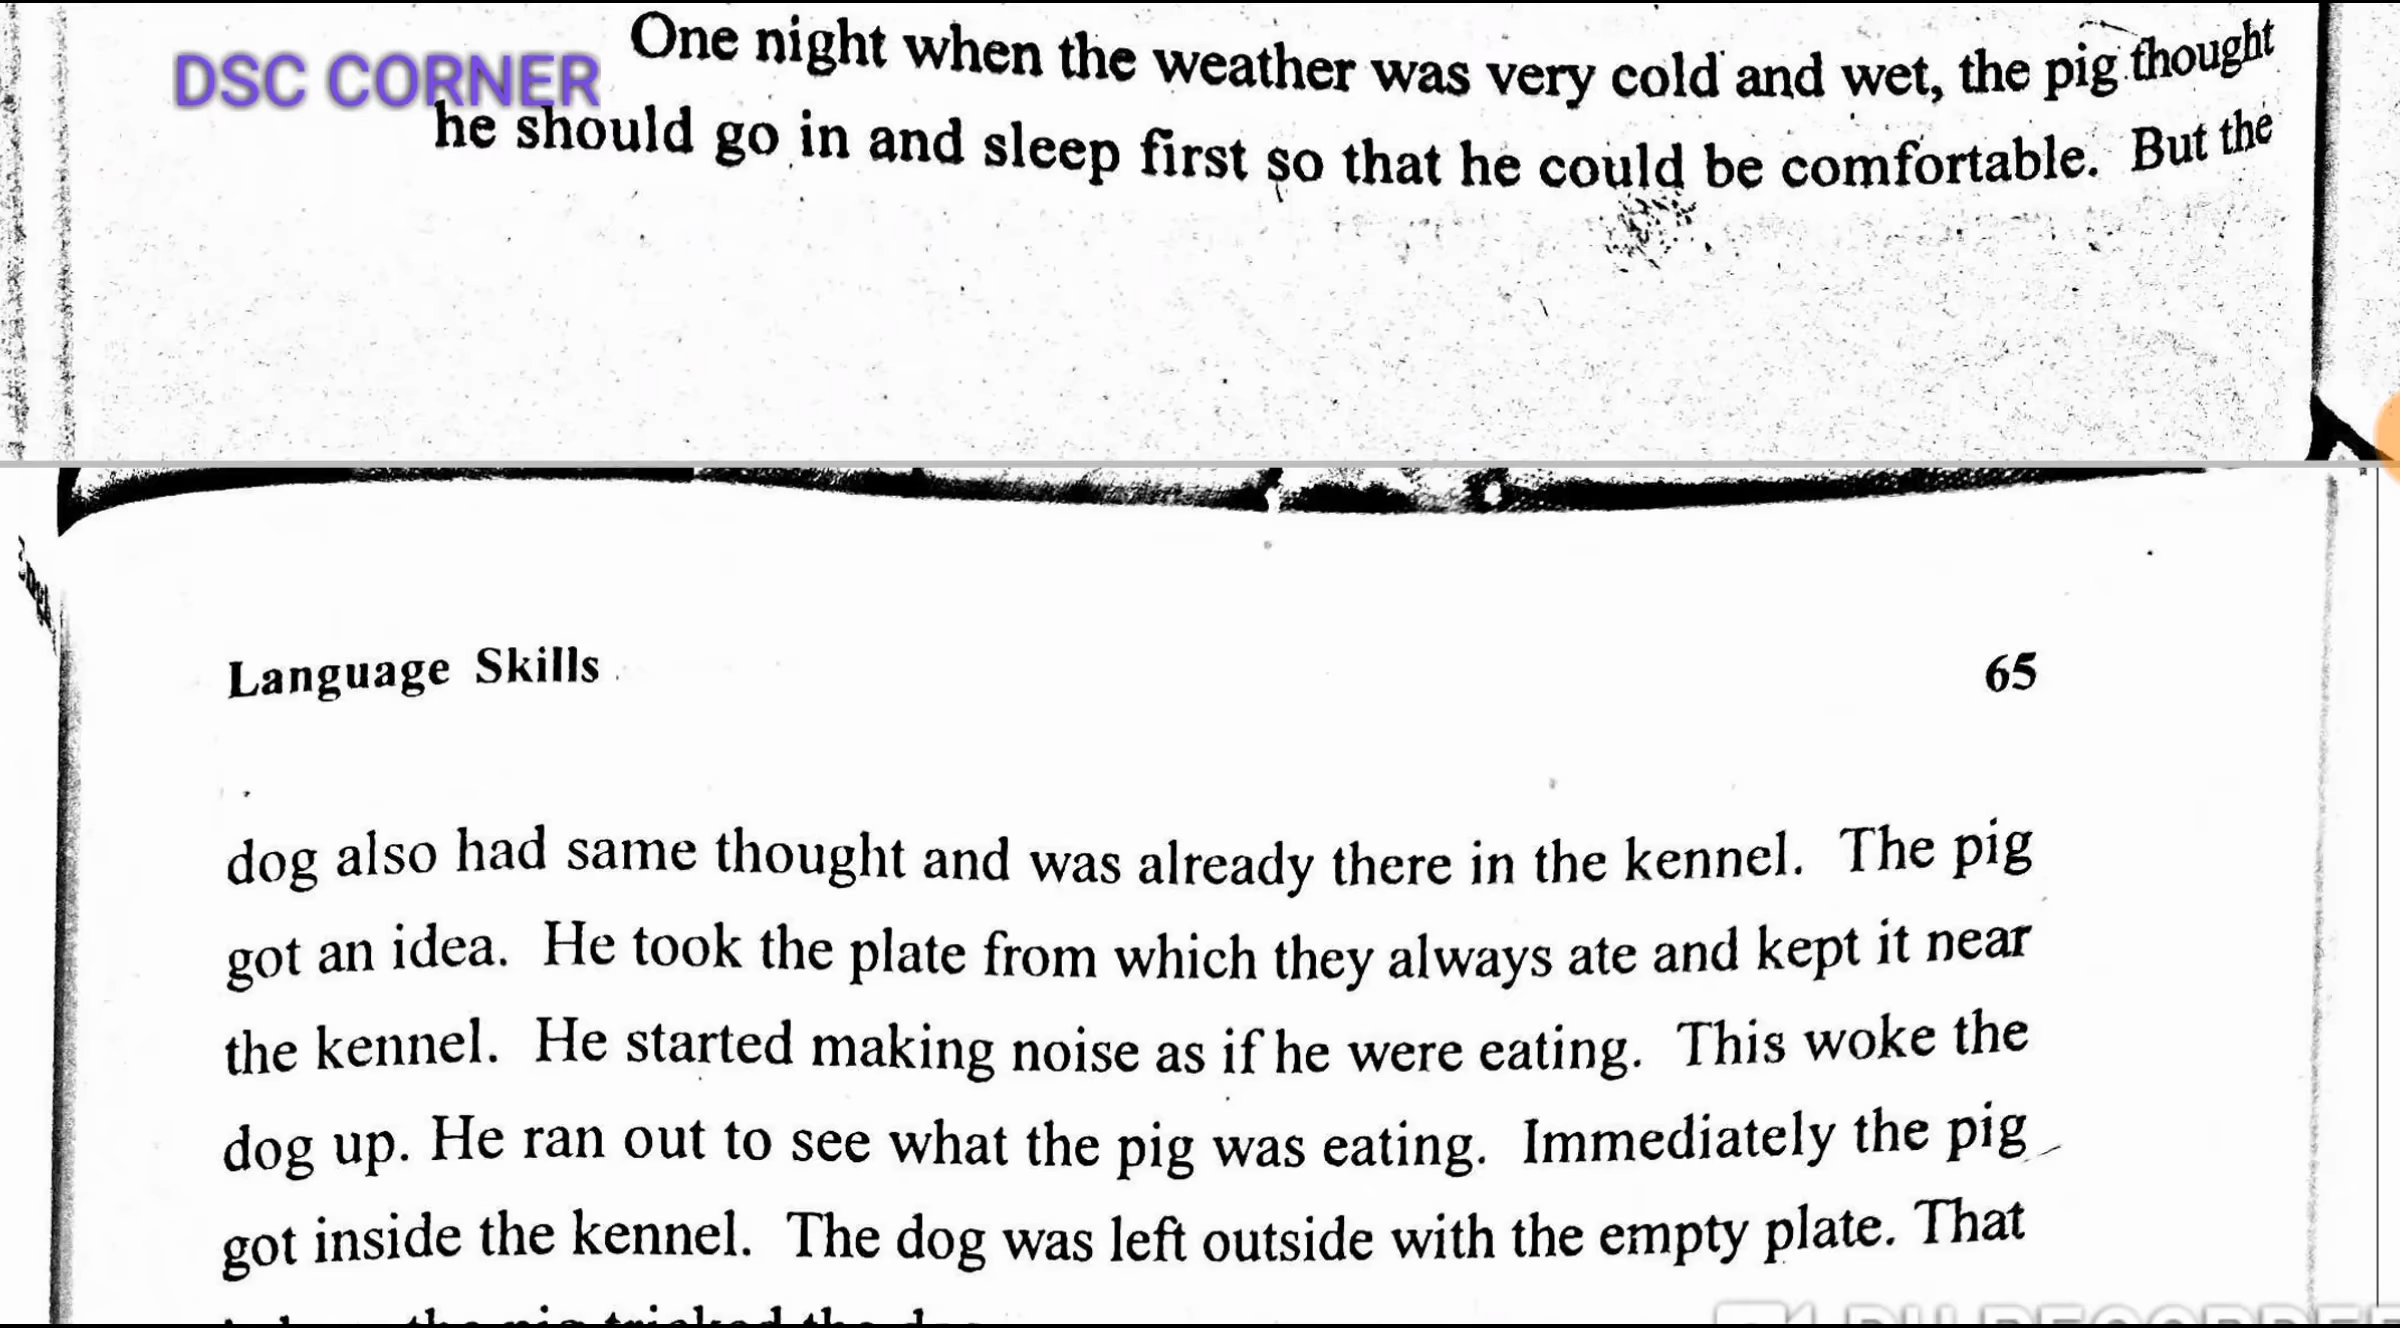 DSC CORNER
One night when the weather was very cold and wet, the pig thought
he should go in and sleep first so that he could be comfortable. But the
Language Skills 65
dog also had same thought and was already there in the kennel. The pig
got an idea. He took the plate from which they always ate and kept it near
the kennel. He started making noise as if he were eating. This woke the
dog up. He ran out to see what the pig was eating. Immediately the pig
got inside the kennel. The dog was left outside with the empty plate. That
the pig tricked the